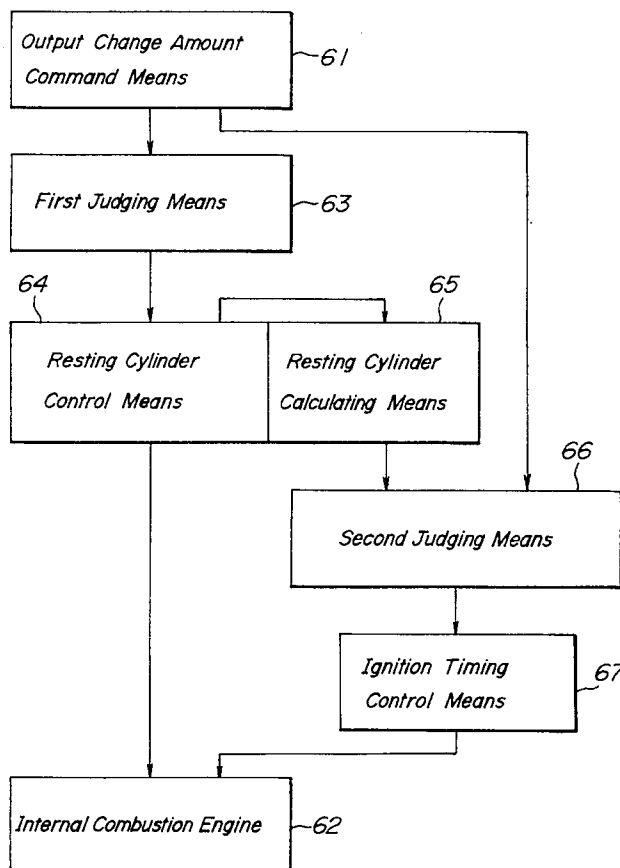 Output Change Amount
Command Means
61
First Judging Means
63
64
65
Resting Cylinder
Control Means
Resting Cylinder
Calculating Means
66
Second Judging Means
Ignition Timing
Control Means
67
Internal Combustion Engine
62